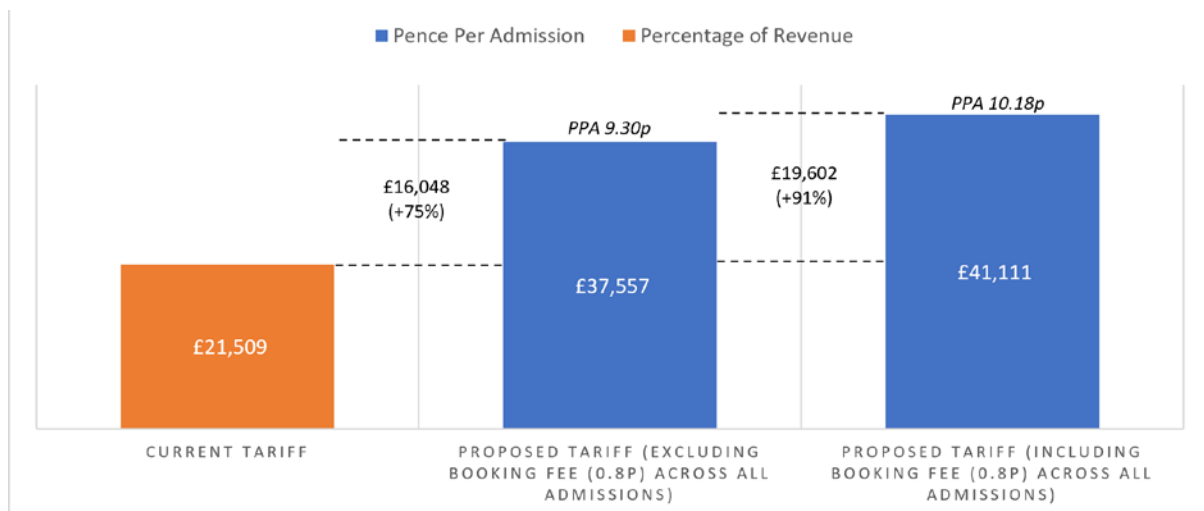 Pence Per Admission
Percentage of Revenue
PPA 9.30p
PPA 10.18p
£16,048
(+75%)
£19,602
(+91%)
£21,509
£37,557
£41,111
CURRENT TARIFF
PROPOSED TARIFF (EXCLUDING
BOOKING FEE (0.8P) ACROSS ALL
ADMISSIONS)
PROPOSED TARIFF (INCLUDING
BOOKING FEE (0.8P) ACROSS ALL
ADMISSIONS)